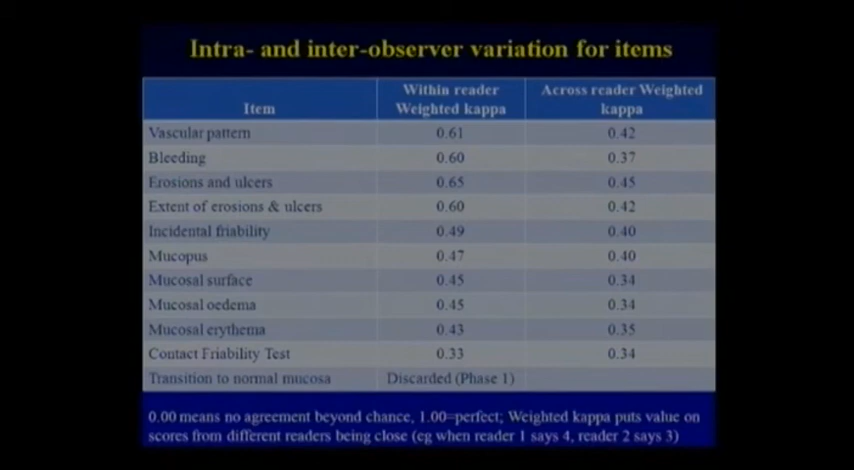 Intra- and inter-observer variation for items
Item Within reader Weighted kappa Across reader Weighted kappa
Vascular pattern 0.61 0.42
Bleeding 0.60 0.37
Erosions and ulcers 0.65 0.45
Extent of erosions & ulcers 0.60 0.42
Incidental friability 0.49 0.40
Mucopus 0.47 0.40
Mucosal surface 0.45 0.34
Mucosal oedema 0.45 0.34
Mucosal erythema 0.43 0.35
Contact Friability Test 0.33 0.34
Transition to normal mucosa Discarded (Phase 1)
0.00 means no agreement beyond chance, 1.00=perfect; Weighted kappa puts value on
scores from different readers being close (eg when reader 1 says 4, reader 2 says 3)